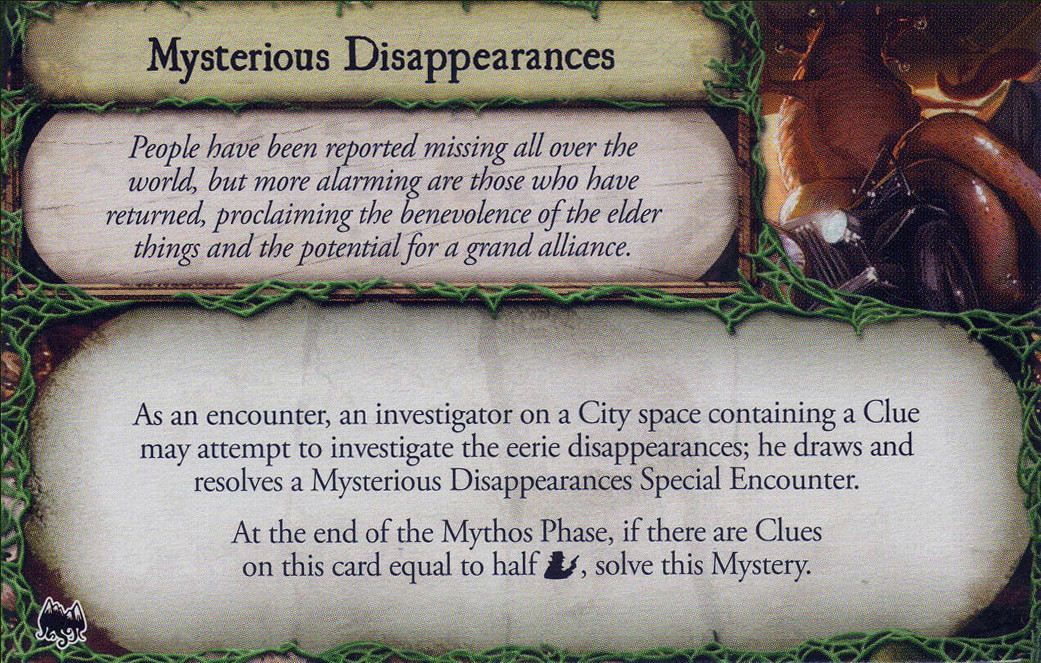 Mysterious Disappearances
People have been reported missing all over the
world, but more alarming are those who have
returned, proclaiming the benevolence of the elder
things and the potential for a grand alliance.
As an encounter, an investigator on a City space containing a Clue
may attempt to investigate the eerie disappearances; he draws and
resolves a Mysterious Disappearances Special Encounter.
At the end of the Mythos Phase, if there are Clues
on this card equal to half , solve this Mystery.